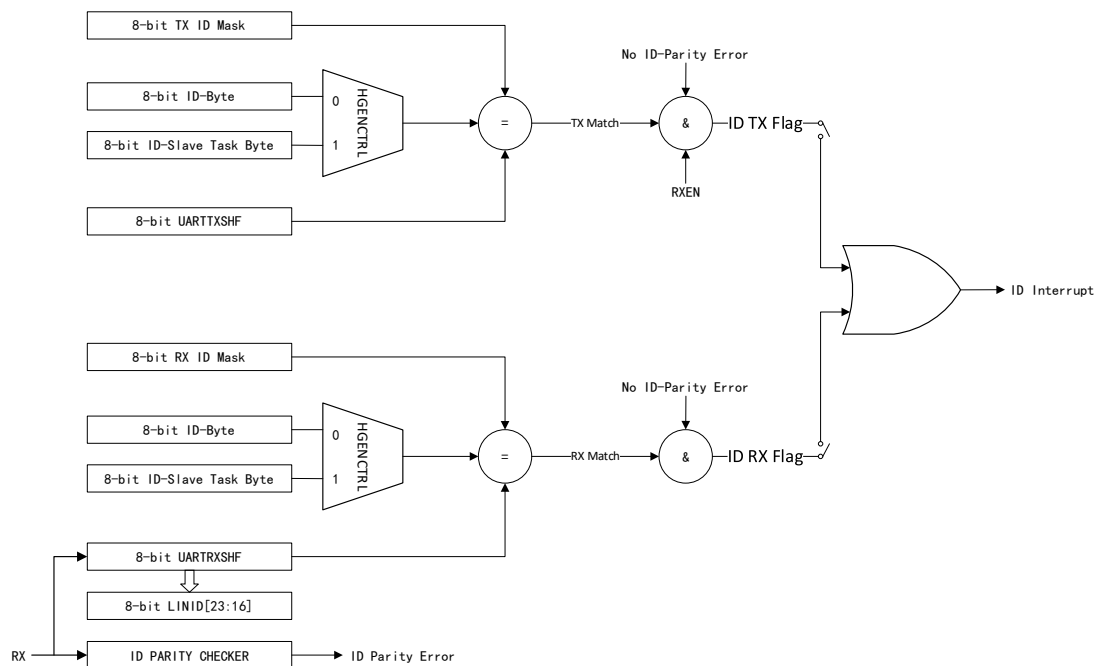 8-bit TX ID Mask
No ID-Parity Error
8-bit ID-Byte
0
HGENCTRL
=
TX Match
&
ID TX Flag
8-bit ID-Slave Task Byte
1
RXEN
8-bit UARTTXSHF
ID Interrupt
8-bit RX ID Mask
No ID-Parity Error
8-bit ID-Byte
0
HGENCTRL
=
RX Match
&
ID RX Flag
8-bit ID-Slave Task Byte
1
8-bit UARTRXSHF
8-bit LINID[23:16]
RX
ID PARITY CHECKER
ID Parity Error